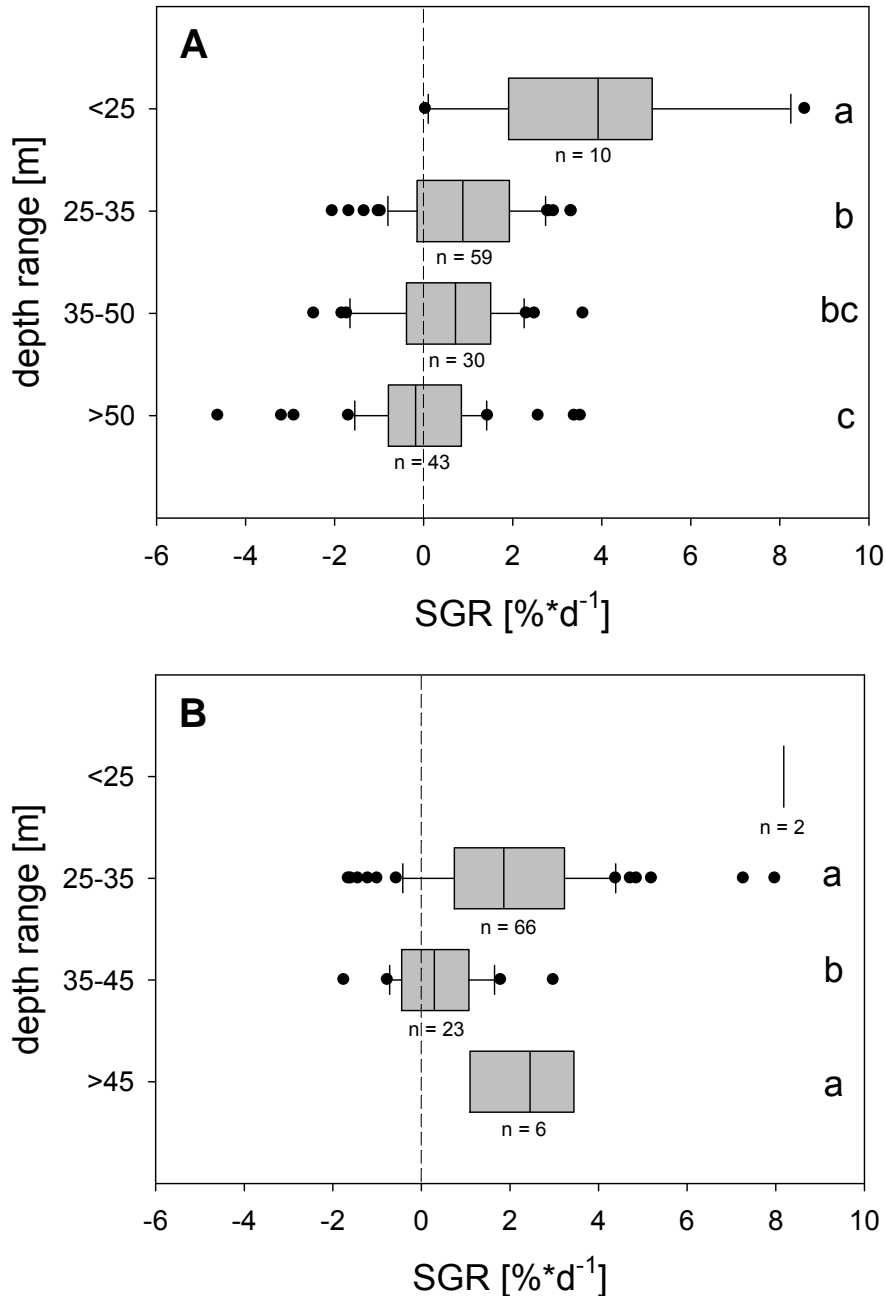 A
<25
a
n = 10
25-35
b
n = 59
35-50
bc
n = 30
>50
c
n = 43
depth range [m]
-6 -4 -2 0 2 4 6 8 10
SGR [%*d-1]
B
<25
n = 2
25-35
a
n = 66
35-45
b
n = 23
>45
a
n = 6
depth range [m]
-6 -4 -2 0 2 4 6 8 10
SGR [%*d-1]